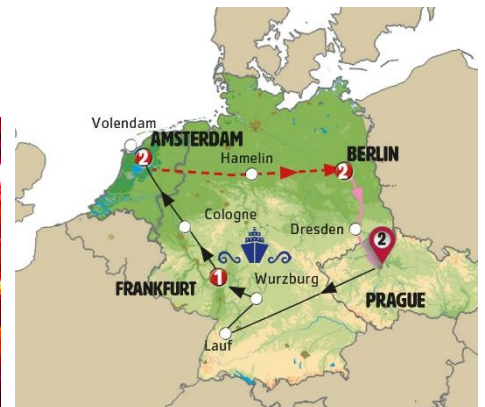 Volendam
AMSTERDAM
2
Hamelin
BERLIN
2
Cologne
Dresden
2
1
Wurzburg
FRANKFURT
PRAGUE
Lauf